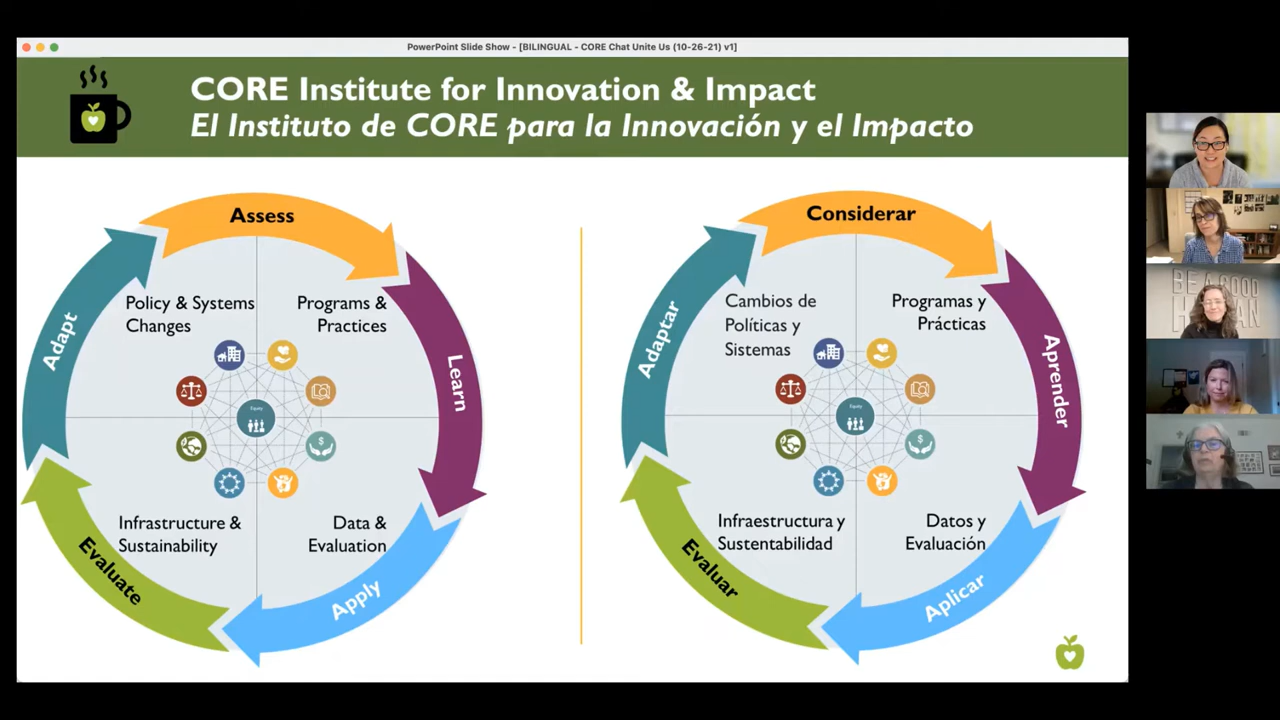 PowerPoint Slide Show - [BILINGUAL - CORE Chat Unite Us (10-26-21) v1]
CORE Institute for Innovation & Impact
El Instituto de CORE para la Innovación y el Impacto
Assess
Learn
Apply
Evaluate
Adapt
Policy & Systems
Changes
Programs &
Practices
Equity
Infrastructure &
Sustainability
Data &
Evaluation
Considerar
Aprender
Aplicar
Evaluar
Adaptar
Cambios de
Políticas y
Sistemas
Programas y
Prácticas
Equity
Infraestructura y
Sustentabilidad
Datos y
Evaluación
BE A GOOD